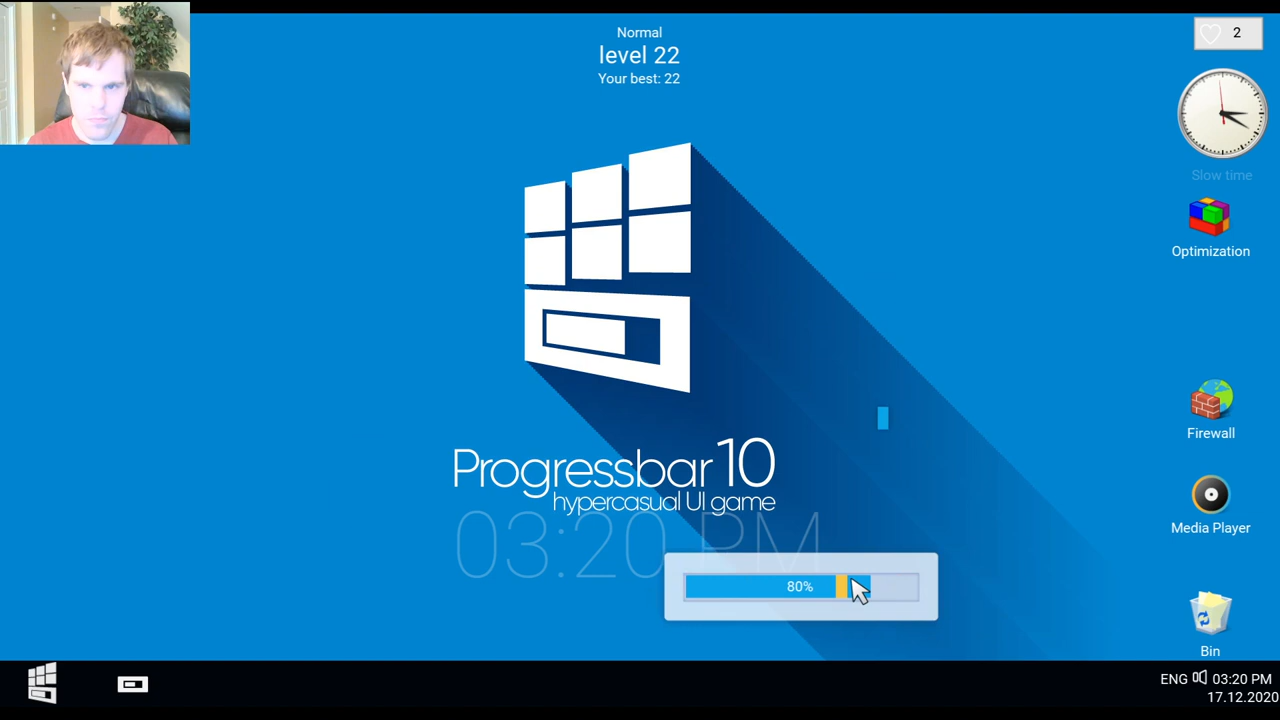 Normal
level 22
Your best: 22
2
Slow time
Optimization
Progressbar 10
hypercasual UI game
03:20 PM
Firewall
Media Player
80%
Bin
ENG 03:20 PM
17.12.2020